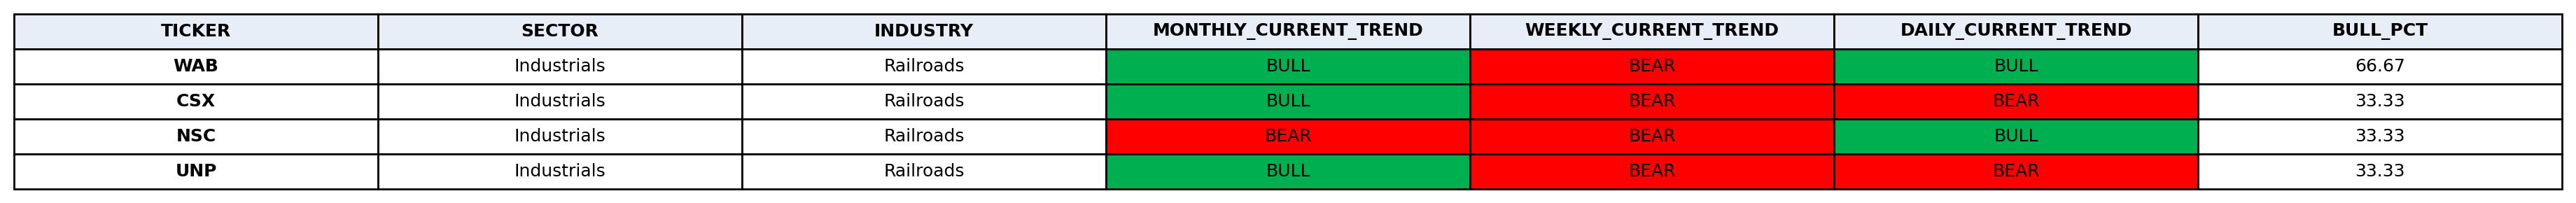 TICKER SECTOR INDUSTRY MONTHLY_CURRENT_TREND WEEKLY_CURRENT_TREND DAILY_CURRENT_TREND BULL_PCT
WAB Industrials Railroads BULL BEAR BULL 66.67
CSX Industrials Railroads BULL BEAR BEAR 33.33
NSC Industrials Railroads BEAR BEAR BULL 33.33
UNP Industrials Railroads BULL BEAR BEAR 33.33